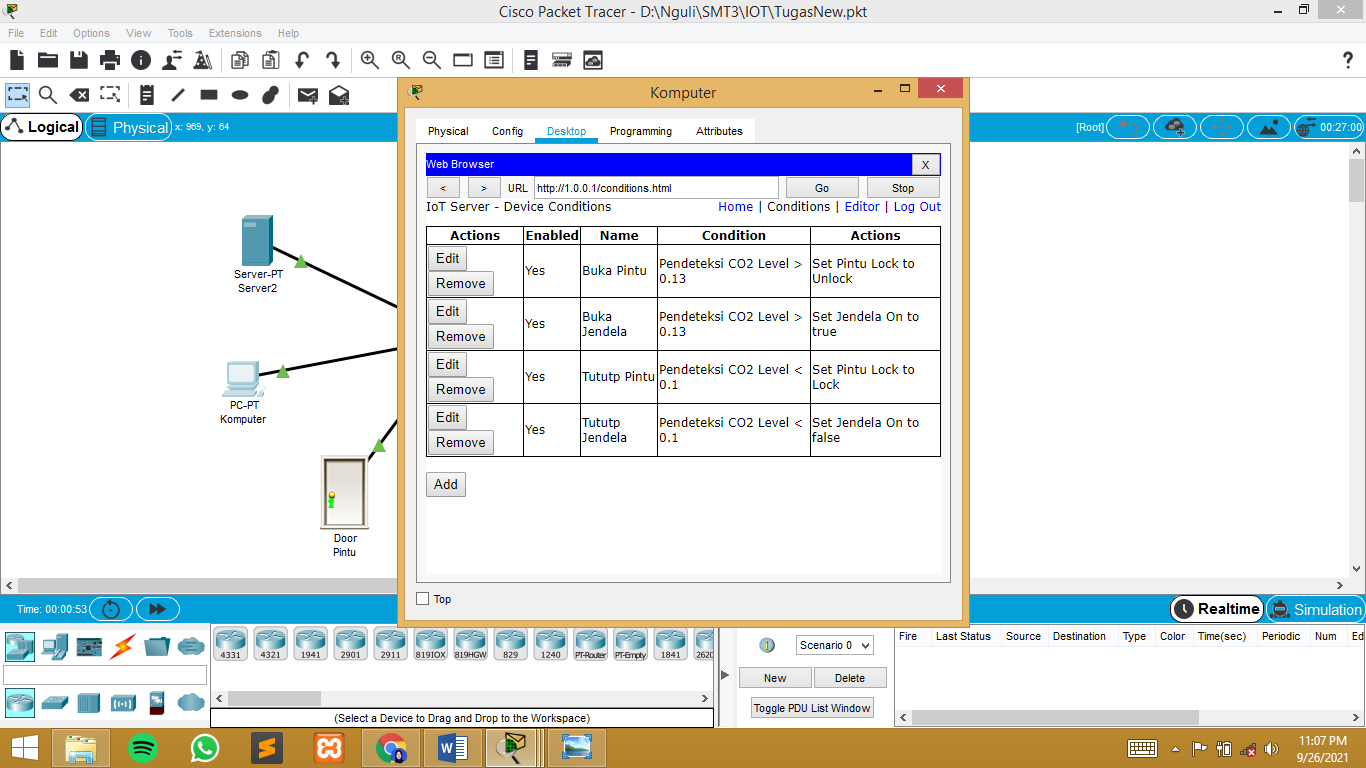 Cisco Packet Tracer - D:\Nguli\SMT3\IOT\TugasNew.pkt
File Edit Options View Tools Extensions Help
Logical Physical x: 969, y: 64 [Root] 00:27:00
Komputer
Physical Config Desktop Programming Attributes
Web Browser X
< > URL http://1.0.0.1/conditions.html Go Stop
IoT Server - Device Conditions Home | Conditions | Editor | Log Out
Actions Enabled Name Condition Actions
Edit Remove Yes Buka Pintu Pendeteksi CO2 Level > 0.13 Set Pintu Lock to Unlock
Edit Remove Yes Buka Jendela Pendeteksi CO2 Level > 0.13 Set Jendela On to true
Edit Remove Yes Tututp Pintu Pendeteksi CO2 Level < 0.1 Set Pintu Lock to Lock
Edit Remove Yes Tututp Jendela Pendeteksi CO2 Level < 0.1 Set Jendela On to false
Add
Top
Server-PT
Server2
PC-PT
Komputer
Door
Pintu
Time: 00:00:53 Realtime Simulation
4331 4321 1941 2901 2911 819IOX 819HGW 829 1240 PT-Router PT-Empty 1841 2620
(Select a Device to Drag and Drop to the Workspace)
Scenario 0
New Delete
Toggle PDU List Window
Fire Last Status Source Destination Type Color Time(sec) Periodic Num Ed
11:07 PM
9/26/2021